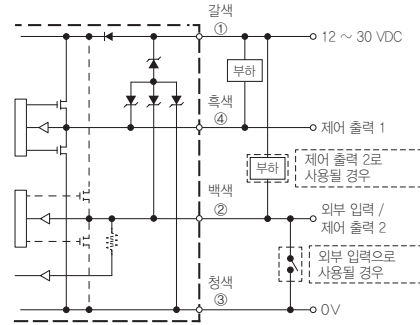 갈색
①
12 ~ 30 VDC
부하
흑색
④
제어 출력 1
부하
제어 출력 2로
사용될 경우
백색
②
외부 입력 /
제어 출력 2
외부 입력으로
사용될 경우
청색
③
0V